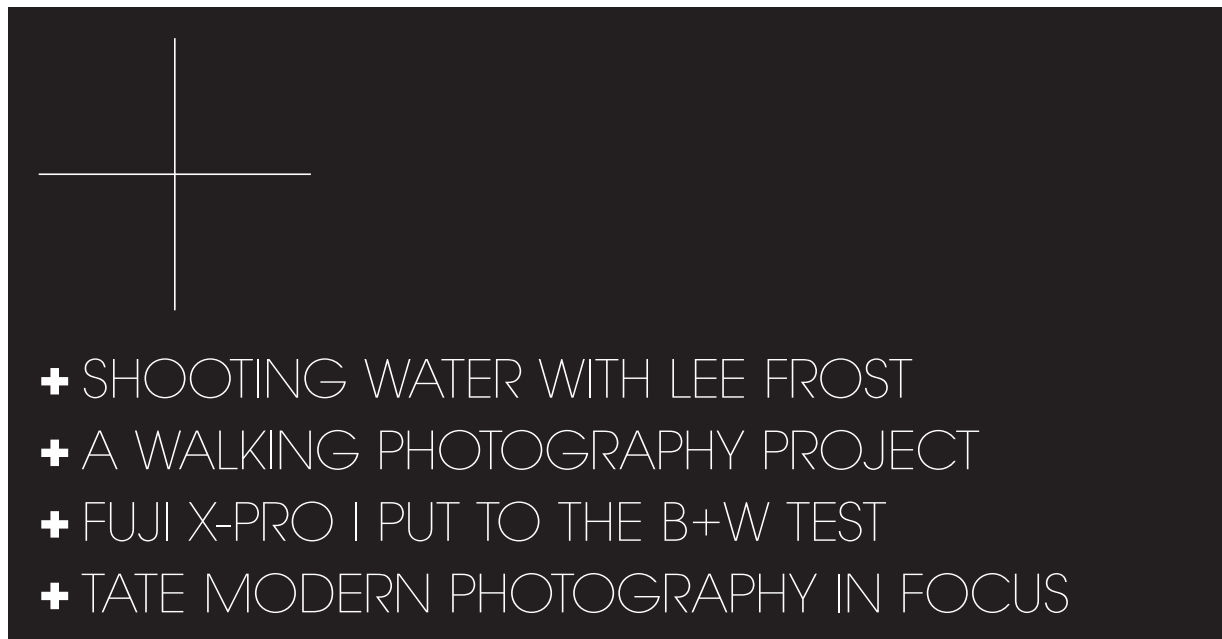 + SHOOTING WATER WITH LEE FROST
+ A WALKING PHOTOGRAPHY PROJECT
+ FUJI X-PRO 1 PUT TO THE B+W TEST
+ TATE MODERN PHOTOGRAPHY IN FOCUS